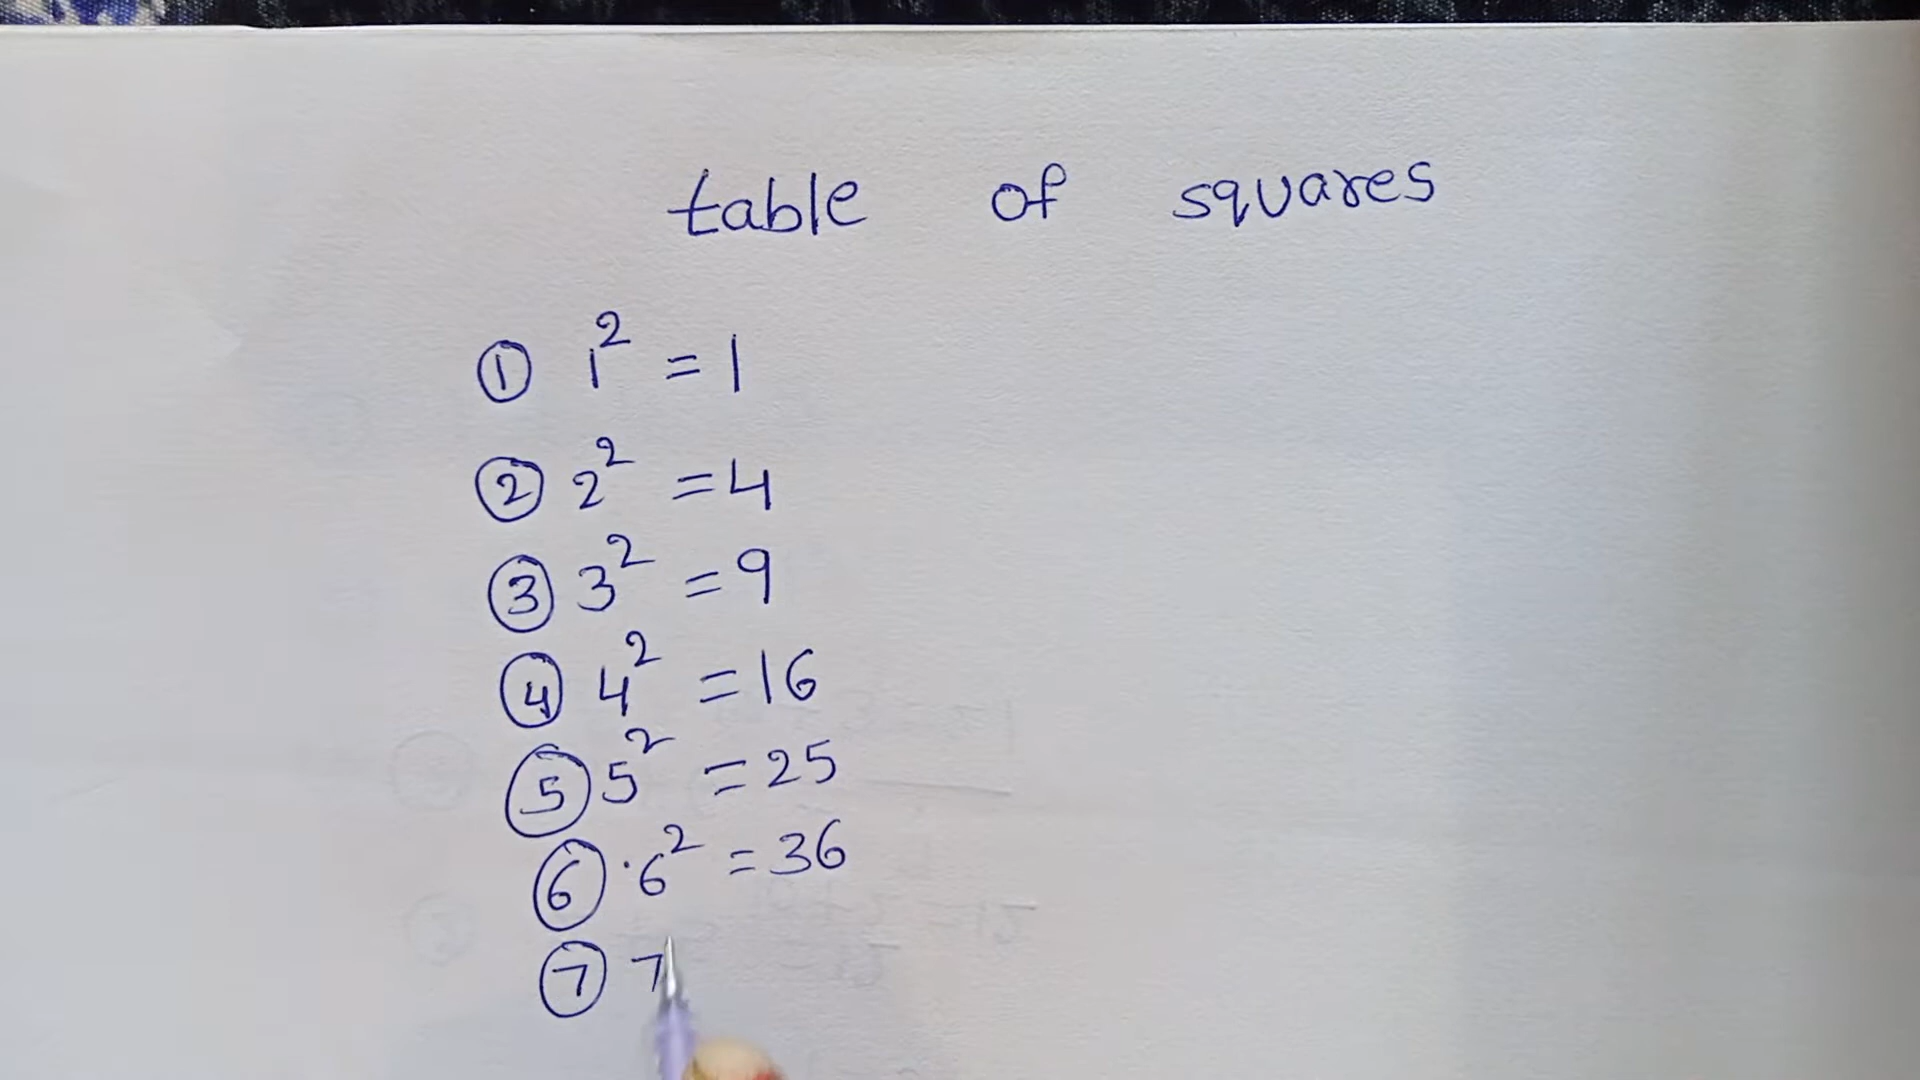 table of squares
① 1² = 1
② 2² = 4
③ 3² = 9
④ 4² = 16
⑤ 5² = 25
⑥ 6² = 36
⑦ 7